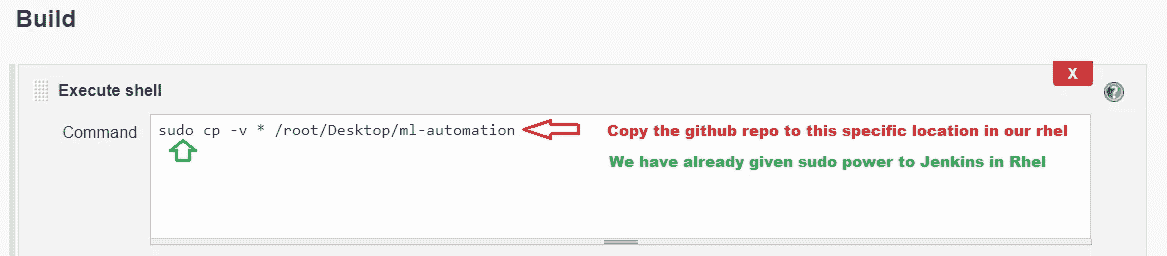 Build
X
Execute shell
?
Command
sudo cp -v * /root/Desktop/ml-automation
Copy the github repo to this specific location in our rhel
We have already given sudo power to Jenkins in Rhel